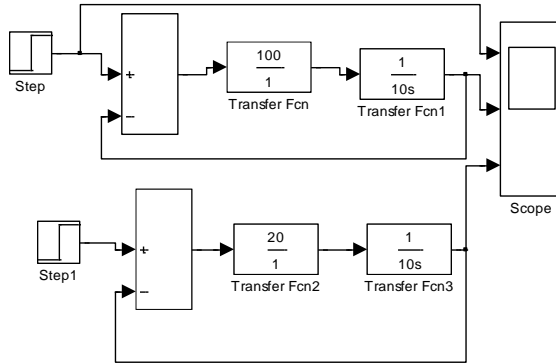 Step
+
−
100
1
Transfer Fcn
1
10s
Transfer Fcn1
Scope
Step1
+
−
20
1
Transfer Fcn2
1
10s
Transfer Fcn3